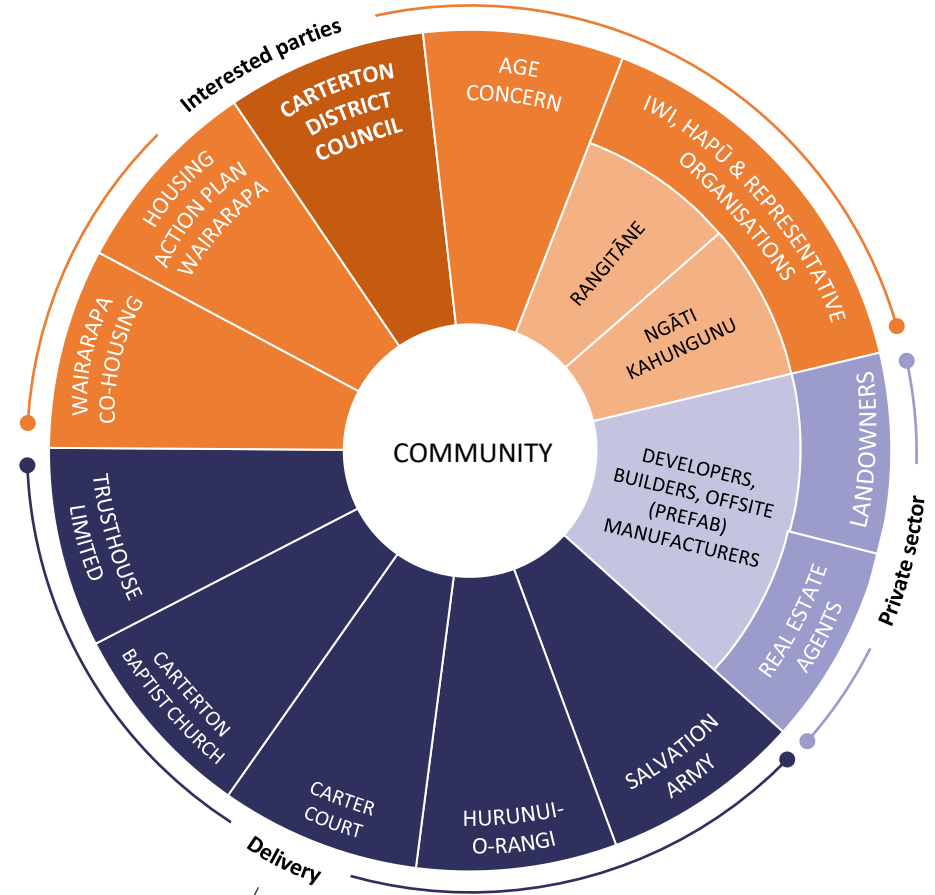 Interested parties
CARTERTON
DISTRICT
COUNCIL
AGE
CONCERN
IWI, HAPŪ & REPRESENTATIVE
ORGANISATIONS
RANGITĀNE
NGĀTI
KAHUNGUNU
HOUSING
ACTION PLAN
WAIRARAPA
WAIRARAPA
CO-HOUSING
COMMUNITY
LANDOWNERS
DEVELOPERS,
BUILDERS, OFFSITE
(PREFAB)
MANUFACTURERS
REAL ESTATE
AGENTS
Private sector
TRUSTHOUSE
LIMITED
CARTERTON
BAPTIST CHURCH
CARTER
COURT
HURUNUI-
O-RANGI
SALVATION
ARMY
Delivery